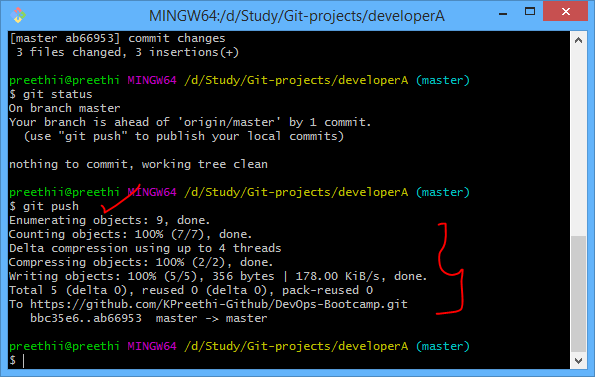 MINGW64:/d/Study/Git-projects/developerA
[master ab66953] commit changes
3 files changed, 3 insertions(+)
preethii@preethi MINGW64 /d/Study/Git-projects/developerA (master)
$ git status
On branch master
Your branch is ahead of 'origin/master' by 1 commit.
(use "git push" to publish your local commits)
nothing to commit, working tree clean
preethii@preethi MINGW64 /d/Study/Git-projects/developerA (master)
$ git push
Enumerating objects: 9, done.
Counting objects: 100% (7/7), done.
Delta compression using up to 4 threads
Compressing objects: 100% (2/2), done.
Writing objects: 100% (5/5), 356 bytes | 178.00 KiB/s, done.
Total 5 (delta 0), reused 0 (delta 0), pack-reused 0
To https://github.com/KPreethi-Github/DevOps-Bootcamp.git
bbc35e6..ab66953  master -> master
preethii@preethi MINGW64 /d/Study/Git-projects/developerA (master)
$